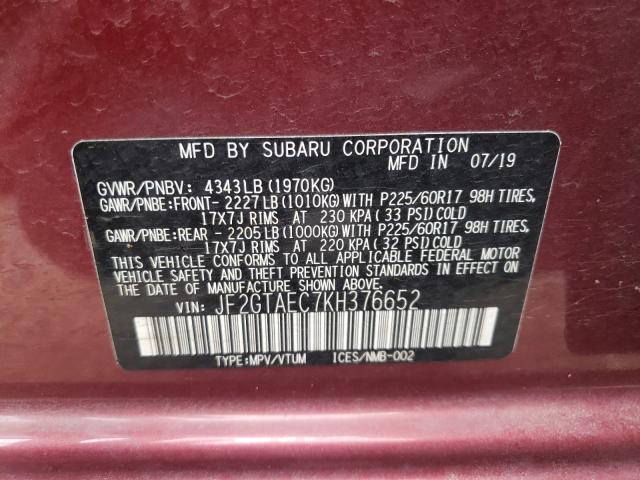 MFD BY SUBARU CORPORATION
MFD IN 07/19
GVWR/PNBV: 4343LB(1970KG)
GAWR/PNBE:FRONT- 2227LB(1010KG)WITH P225/60R17 98H TIRES,
17X7J RIMS AT 230 KPA(33 PSI)COLD
GAWR/PNBE:REAR - 2205LB(1000KG)WITH P225/60R17 98H TIRES,
17X7J RIMS AT 220 KPA(32 PSI)COLD
THIS VEHICLE CONFORMS TO ALL APPLICABLE FEDERAL MOTOR
VEHICLE SAFETY AND THEFT PREVENTION STANDARDS IN EFFECT
ON THE DATE OF MANUFACTURE SHOWN ABOVE.
VIN: JF2GTAEC7KH376652
TYPE:MPV/VTUM ICES/NMB-002